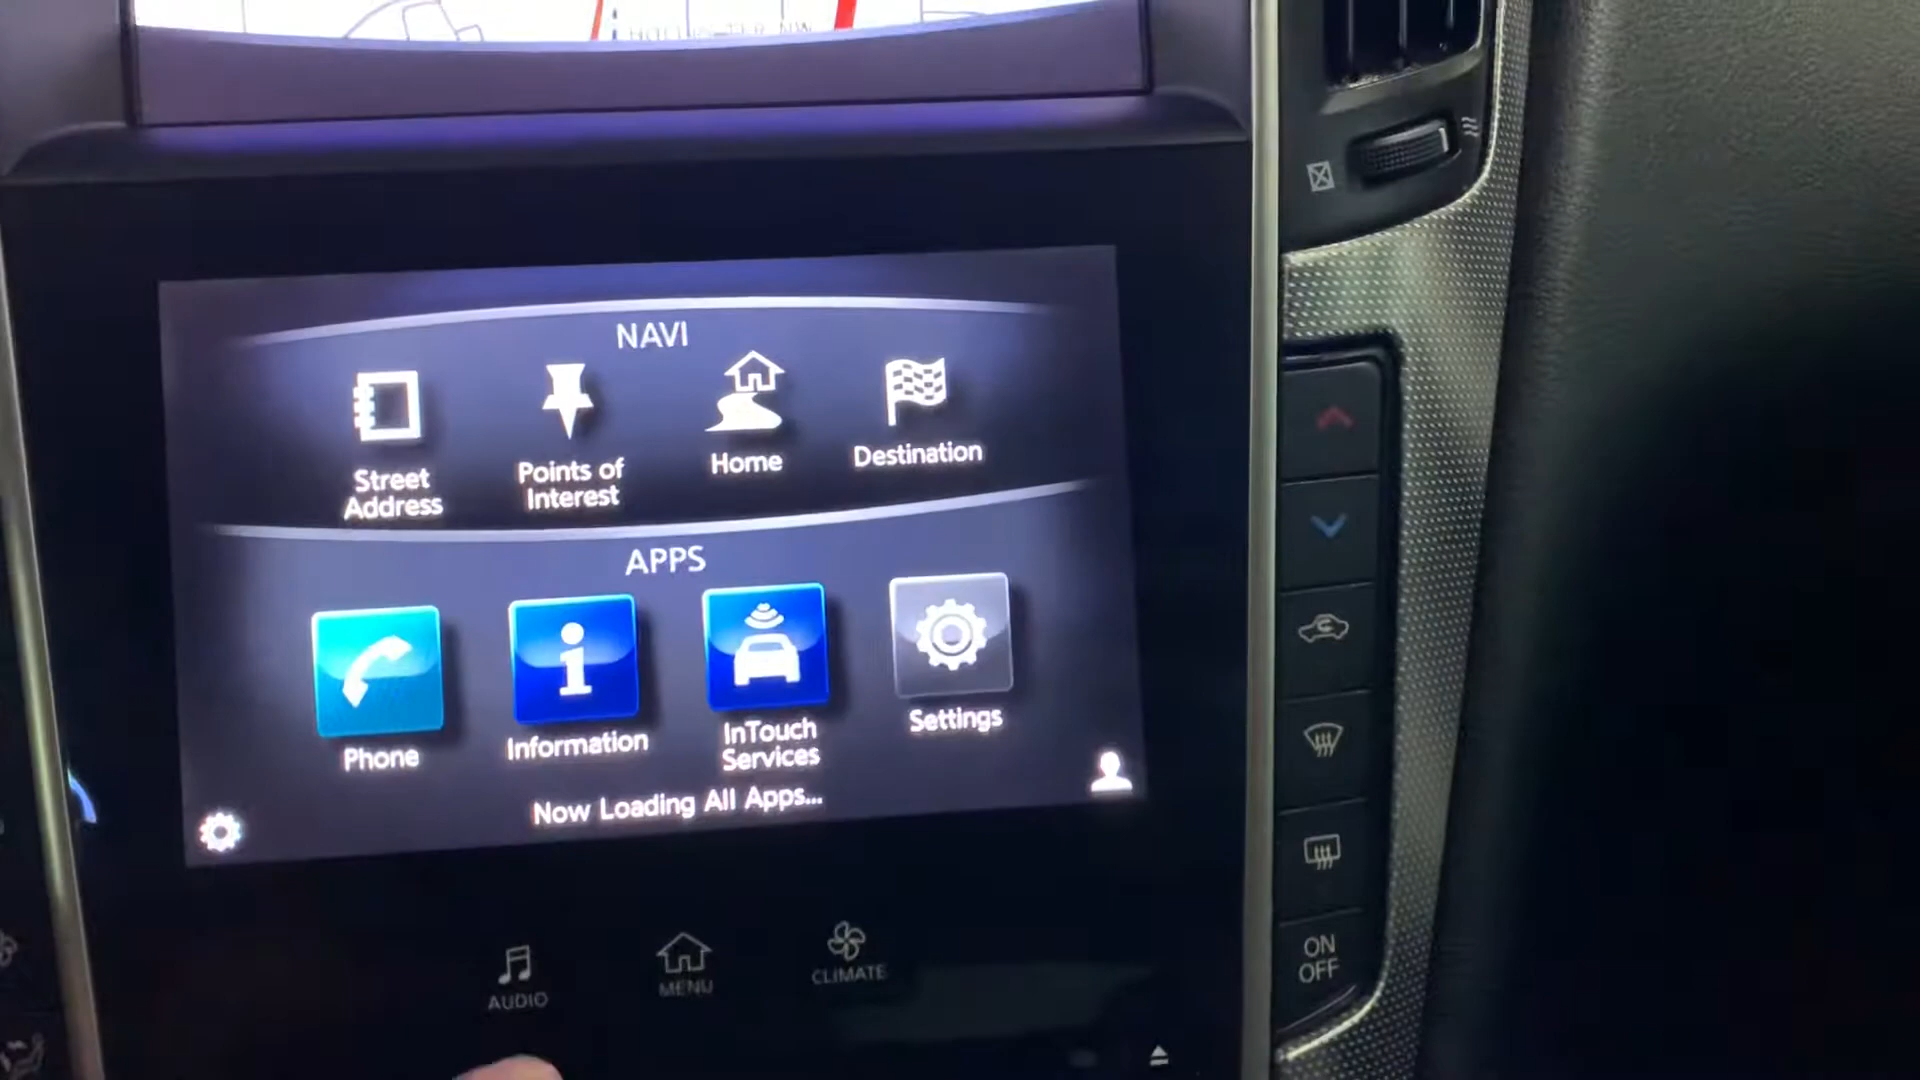 NAVI
Street
Address
Points of
Interest
Home
Destination
APPS
Phone
Information
InTouch
Services
Settings
Now Loading All Apps...
AUDIO
MENU
CLIMATE
ON
OFF